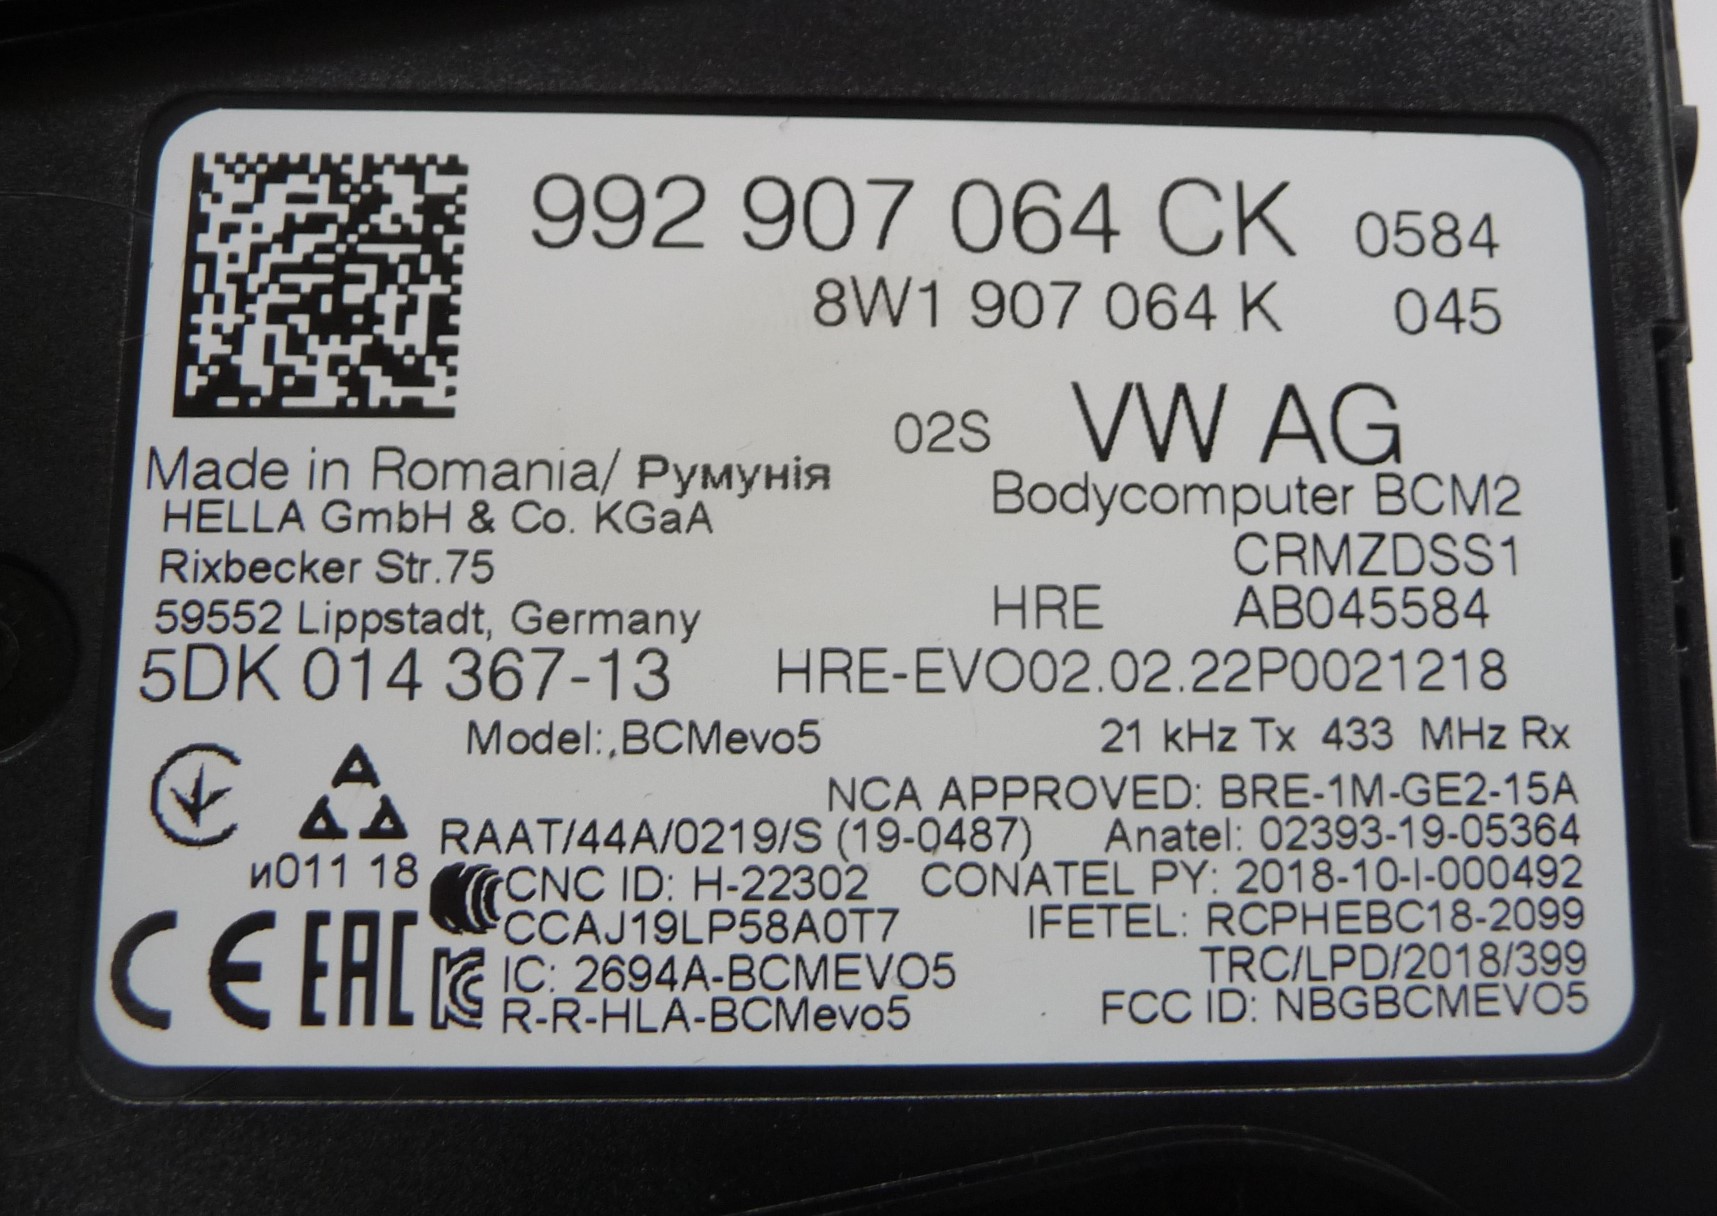 992 907 064 CK 0584
8W1 907 064 K 045
02S VW AG
Made in Romania/ Румунія
Bodycomputer BCM2
HELLA GmbH & Co. KGaA
CRMZDSS1
Rixbecker Str.75
HRE AB045584
59552 Lippstadt, Germany
5DK 014 367-13 HRE-EVO02.02.22P0021218
Model: BCMevo5 21 kHz Tx 433 MHz Rx
NCA APPROVED: BRE-1M-GE2-15A
RAAT/44A/0219/S (19-0487) Anatel: 02393-19-05364
и011 18
CNC ID: H-22302 CONATEL PY: 2018-10-I-000492
CCAJ19LP58A0T7 IFETEL: RCPHEBC18-2099
CE EAC
IC: 2694A-BCMEVO5 TRC/LPD/2018/399
R-R-HLA-BCMevo5 FCC ID: NBGBCMEVO5